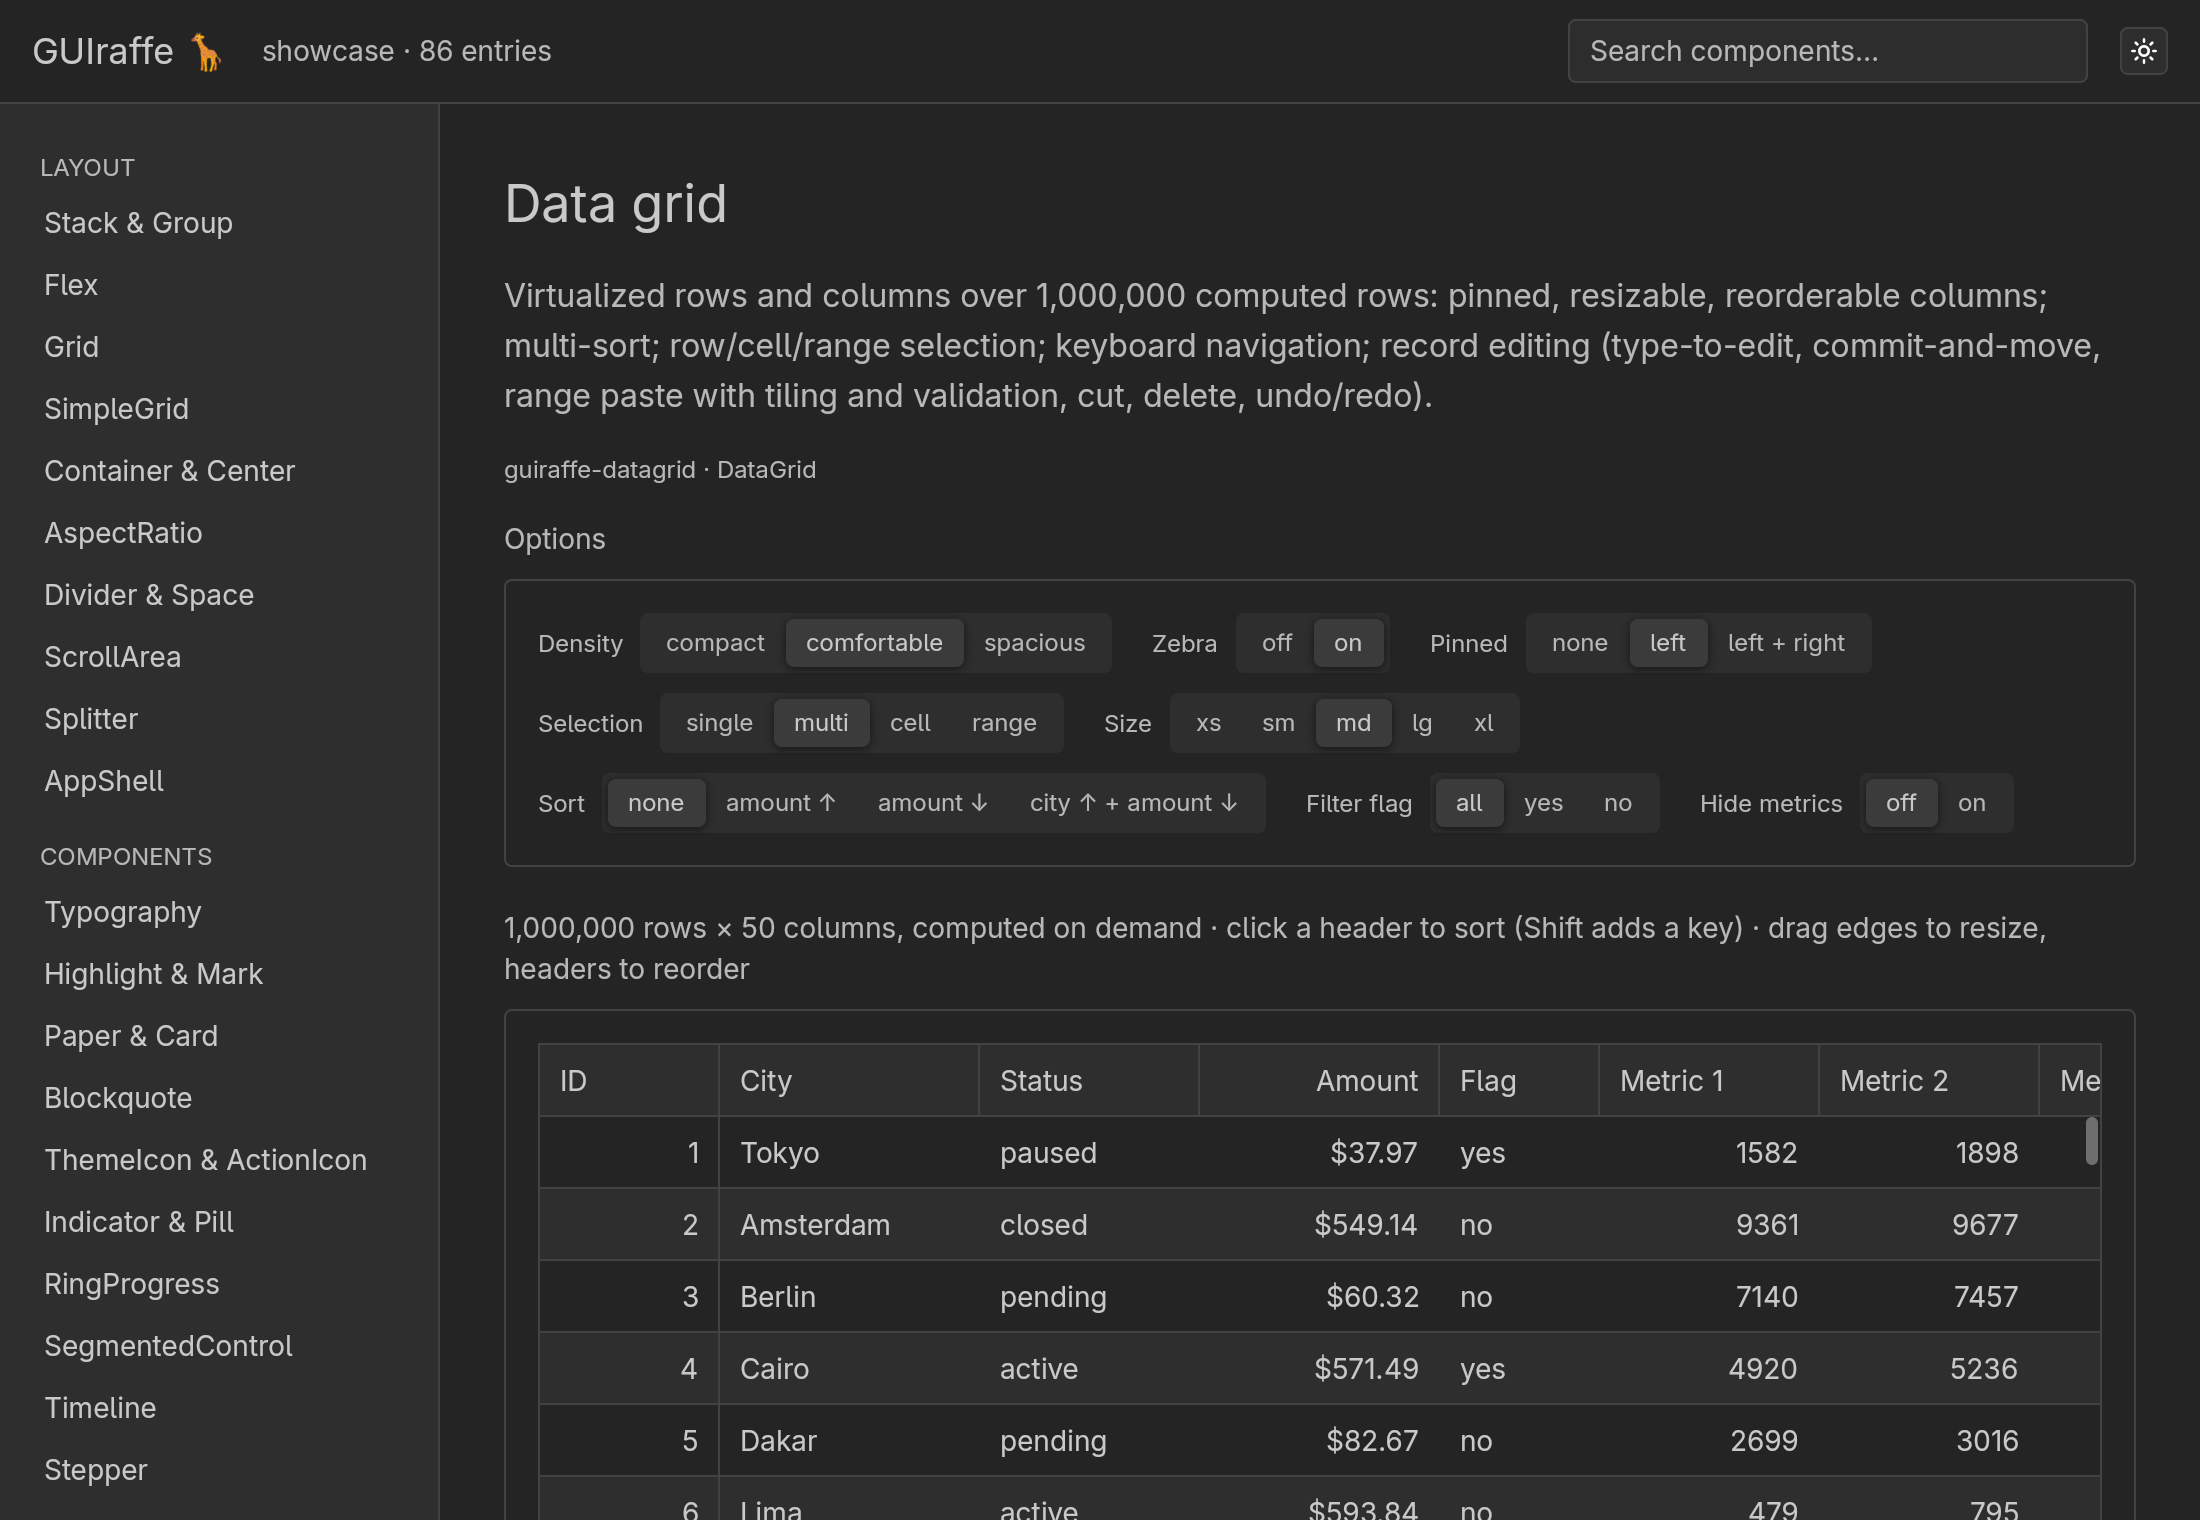 GUIraffe 🦒 showcase · 86 entries Search components...
LAYOUT
Stack & Group
Flex
Grid
SimpleGrid
Container & Center
AspectRatio
Divider & Space
ScrollArea
Splitter
AppShell
COMPONENTS
Typography
Highlight & Mark
Paper & Card
Blockquote
ThemeIcon & ActionIcon
Indicator & Pill
RingProgress
SegmentedControl
Timeline
Stepper
Data grid
Virtualized rows and columns over 1,000,000 computed rows: pinned, resizable, reorderable columns;
multi-sort; row/cell/range selection; keyboard navigation; record editing (type-to-edit, commit-and-move,
range paste with tiling and validation, cut, delete, undo/redo).
guiraffe-datagrid · DataGrid
Options
Density compact comfortable spacious Zebra off on Pinned none left left + right
Selection single multi cell range Size xs sm md lg xl
Sort none amount ↑ amount ↓ city ↑ + amount ↓ Filter flag all yes no Hide metrics off on
1,000,000 rows × 50 columns, computed on demand · click a header to sort (Shift adds a key) · drag edges to resize,
headers to reorder
ID City Status Amount Flag Metric 1 Metric 2 Me
1 Tokyo paused $37.97 yes 1582 1898
2 Amsterdam closed $549.14 no 9361 9677
3 Berlin pending $60.32 no 7140 7457
4 Cairo active $571.49 yes 4920 5236
5 Dakar pending $82.67 no 2699 3016
6 Lima active $593.84 no 479 795